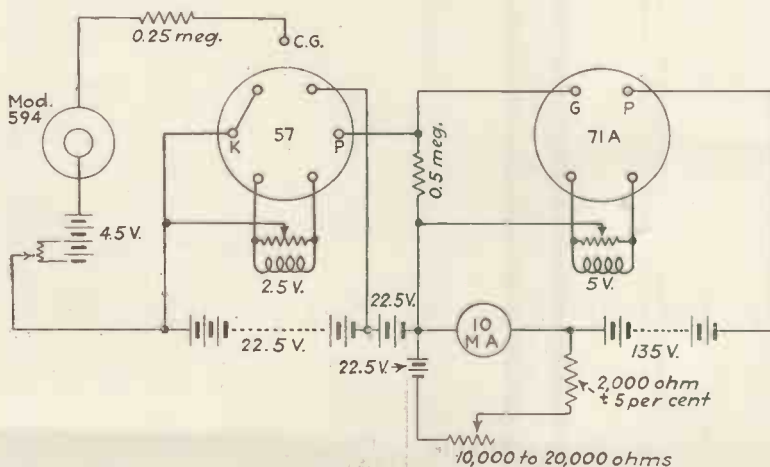 0.25 meg.
C.G.
Mod.
594
K
57
P
G
P
71A
0.5 meg.
4.5 V.
2.5 V.
5 V.
22.5 V.
22.5 V.
10
MA
135 V.
22.5 V.
2,000 ohm
± 5 per cent
10,000 to 20,000 ohms